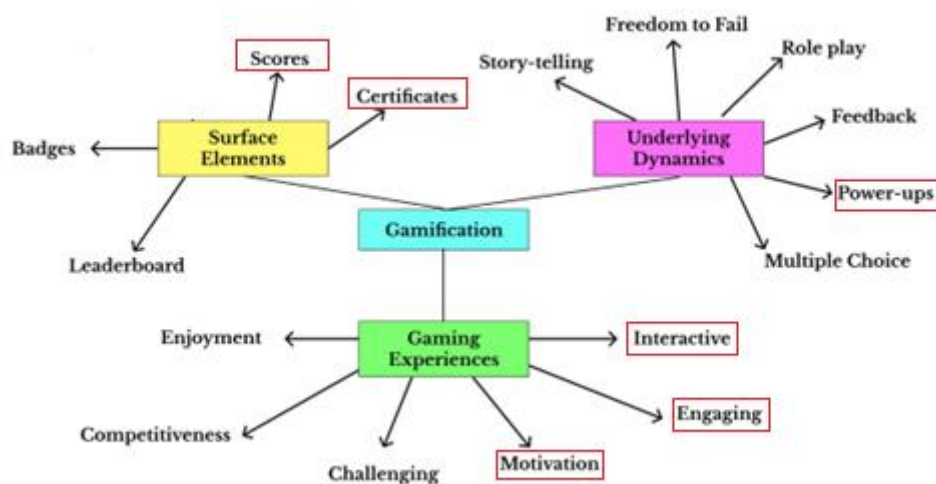 Freedom to Fail
Scores
Story-telling
Role play
Certificates
Badges
Surface
Elements
Underlying
Dynamics
Feedback
Power-ups
Gamification
Leaderboard
Multiple Choice
Enjoyment
Gaming
Experiences
Interactive
Engaging
Competitiveness
Challenging
Motivation